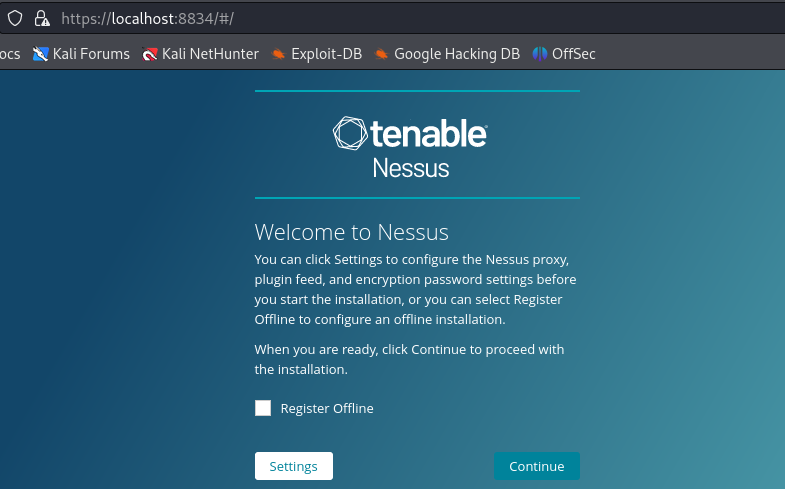 https://localhost:8834/#/
ocs Kali Forums Kali NetHunter Exploit-DB Google Hacking DB OffSec
tenable
Nessus
Welcome to Nessus
You can click Settings to configure the Nessus proxy,
plugin feed, and encryption password settings before
you start the installation, or you can select Register
Offline to configure an offline installation.
When you are ready, click Continue to proceed with
the installation.
Register Offline
Settings Continue